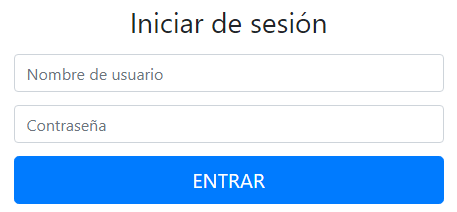 Iniciar de sesión
Nombre de usuario
Contraseña
ENTRAR